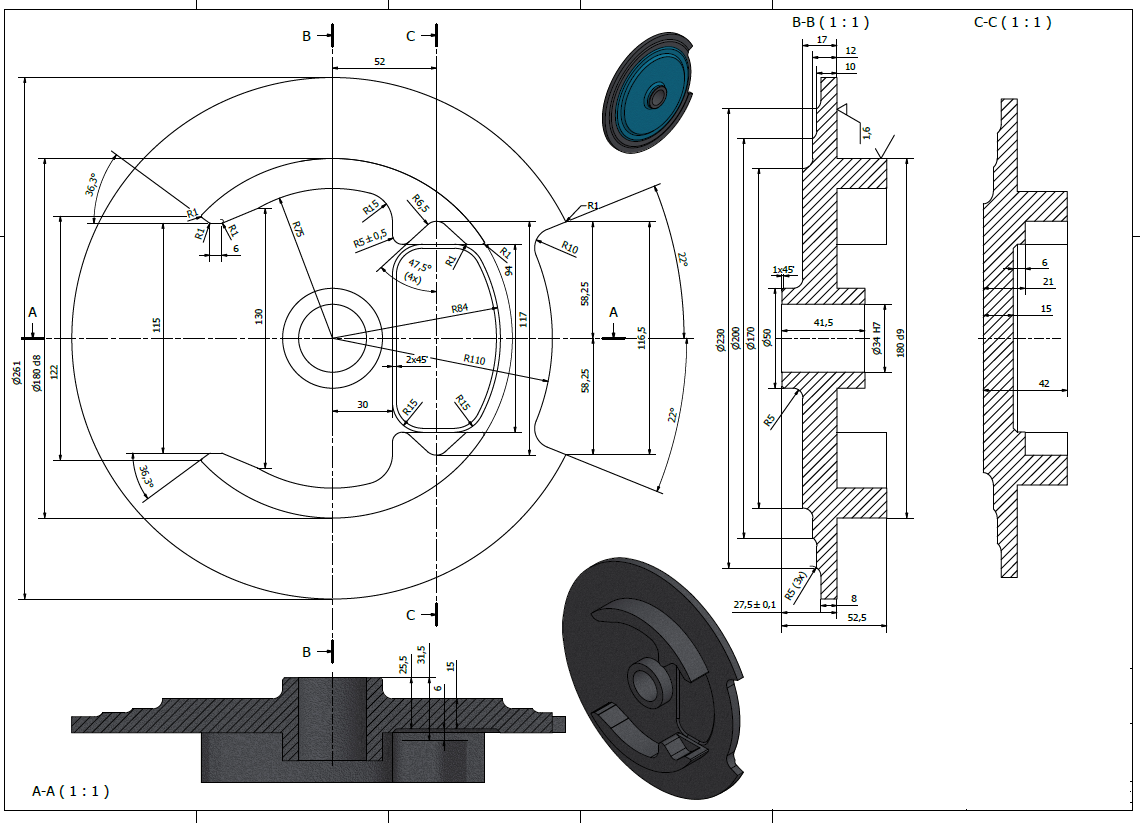 B
C
B-B ( 1 : 1 )
C-C ( 1 : 1 )
52
17
12
10
1,6
36,3°
R1
R1
R1
6
R75
R15
R5±0,5
R6,5
47,5°
(4x)
R1
R1
94
R1
R10
22°
58,25
A
A
Ø261
Ø180 d8
122
115
130
R84
117
116,5
R110
2x45°
30
R15
R15
58,25
22°
36,3°
1x45°
41,5
Ø230
Ø200
Ø170
Ø50
Ø34 H7
180 d9
R5
R5 (3x)
27,5±0,1
8
52,5
6
21
15
42
C
B
25,5
31,5
6
15
A-A ( 1 : 1 )